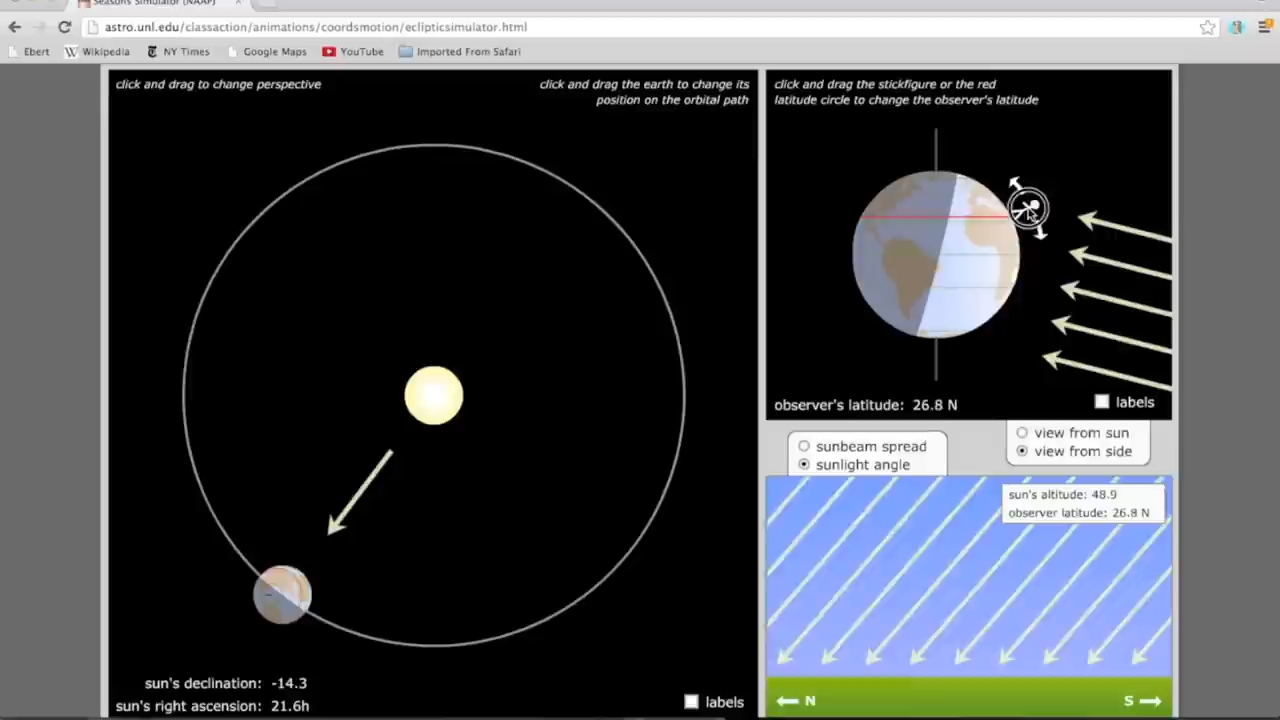 Seasons Simulator (NAAP)
astro.unl.edu/classaction/animations/coordsmotion/eclipticsimulator.html
Ebert Wikipedia NY Times Google Maps YouTube Imported From Safari
click and drag to change perspective
click and drag the earth to change its
position on the orbital path
sun's declination: -14.3
sun's right ascension: 21.6h
labels
click and drag the stickfigure or the red
latitude circle to change the observer's latitude
observer's latitude: 26.8 N
labels
sunbeam spread
sunlight angle
view from sun
view from side
sun's altitude: 48.9
observer latitude: 26.8 N
N
S